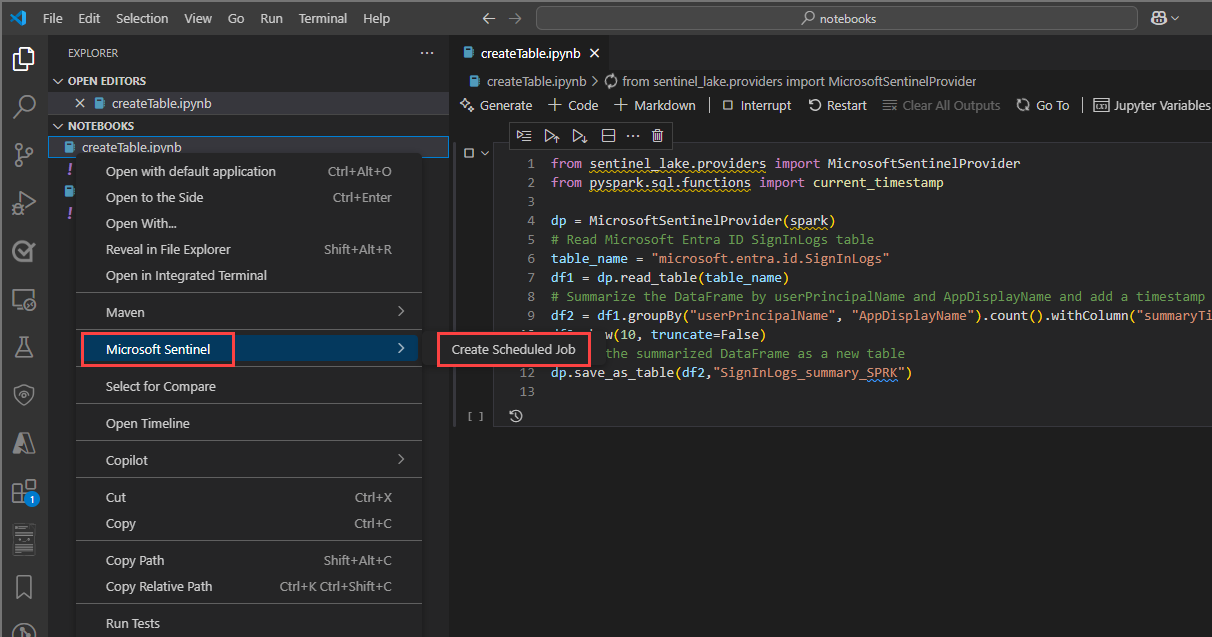 File Edit Selection View Go Run Terminal Help
notebooks
EXPLORER
OPEN EDITORS
createTable.ipynb
NOTEBOOKS
createTable.ipynb
!
!
Open with default application Ctrl+Alt+O
Open to the Side Ctrl+Enter
Open With...
Reveal in File Explorer Shift+Alt+R
Open in Integrated Terminal
Maven
Microsoft Sentinel
Create Scheduled Job
Select for Compare
Open Timeline
Copilot
Cut Ctrl+X
Copy Ctrl+C
Copy Path Shift+Alt+C
Copy Relative Path Ctrl+K Ctrl+Shift+C
Run Tests
1
createTable.ipynb
createTable.ipynb > from sentinel_lake.providers import MicrosoftSentinelProvider
Generate + Code + Markdown Interrupt Restart Clear All Outputs Go To Jupyter Variables
1 from sentinel_lake.providers import MicrosoftSentinelProvider
2 from pyspark.sql.functions import current_timestamp
3
4 dp = MicrosoftSentinelProvider(spark)
5 # Read Microsoft Entra ID SignInLogs table
6 table_name = "microsoft.entra.id.SignInLogs"
7 df1 = dp.read_table(table_name)
8 # Summarize the DataFrame by userPrincipalName and AppDisplayName and add a timestamp
9 df2 = df1.groupBy("userPrincipalName", "AppDisplayName").count().withColumn("summaryTi
w(10, truncate=False)
the summarized DataFrame as a new table
12 dp.save_as_table(df2,"SignInLogs_summary_SPRK")
13
[ ]